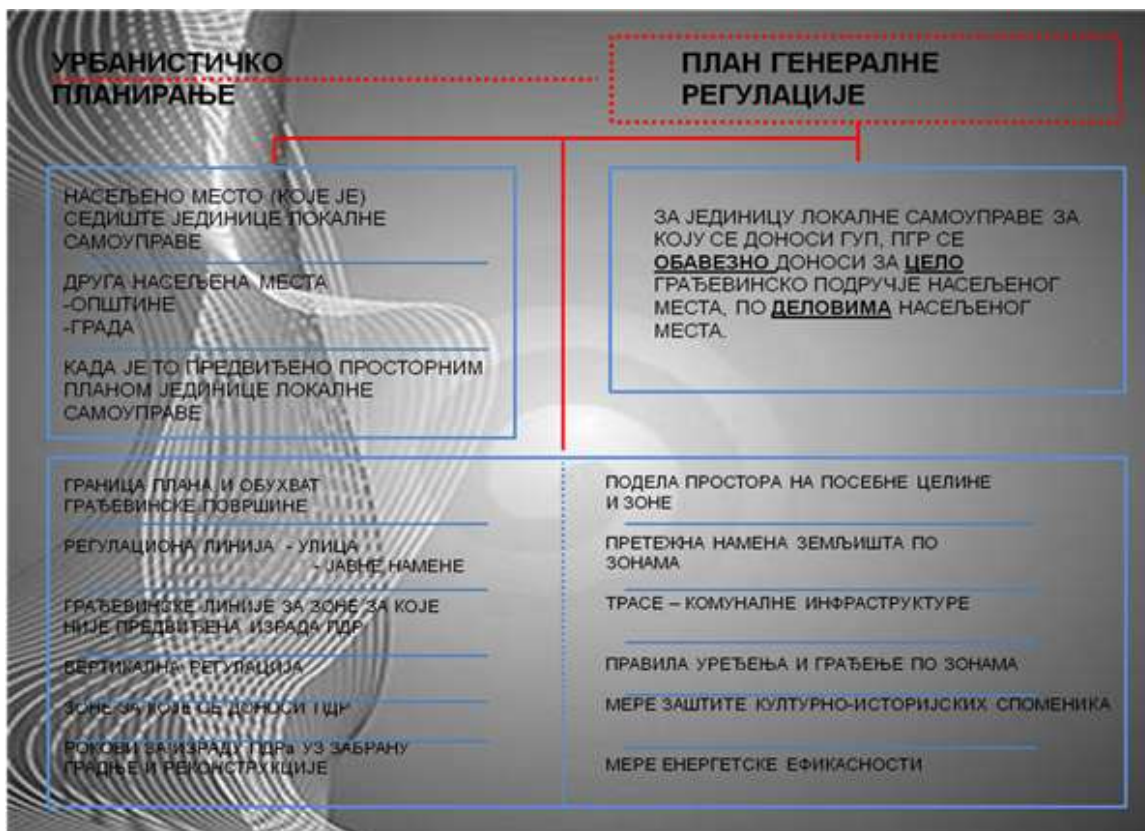 УРБАНИСТИЧКО
ПЛАНИРАЊЕ
ПЛАН ГЕНЕРАЛНЕ
РЕГУЛАЦИЈЕ
НАСЕЉЕНО МЕСТО (КОЈЕ ЈЕ)
СЕДИШТЕ ЈЕДИНИЦЕ ЛОКАЛНЕ
САМОУПРАВЕ
ДРУГА НАСЕЉЕНА МЕСТА
-ОПШТИНЕ
-ГРАДА
КАДА ЈЕ ТО ПРЕДВИЂЕНО ПРОСТОРНИМ
ПЛАНОМ ЈЕДИНИЦЕ ЛОКАЛНЕ
САМОУПРАВЕ
ЗА ЈЕДИНИЦУ ЛОКАЛНЕ САМОУПРАВЕ ЗА
КОЈУ СЕ ДОНОСИ ГУП, ПГР СЕ
ОБАВЕЗНО ДОНОСИ ЗА ЦЕЛО
ГРАЂЕВИНСКО ПОДРУЧЈЕ НАСЕЉЕНОГ
МЕСТА, ПО ДЕЛОВИМА НАСЕЉЕНОГ
МЕСТА.
ГРАНИЦА ПЛАНА И ОБУХВАТ
ГРАЂЕВИНСКЕ ПОВРШИНЕ
РЕГУЛАЦИОНА ЛИНИЈА - УЛИЦА
- ЈАВНЕ НАМЕНЕ
ГРАЂЕВИНСКЕ ЛИНИЈЕ ЗА ЗОНЕ ЗА КОЈЕ
НИЈЕ ПРЕДВИЂЕНА ИЗРАДА ПДР
ВЕРТИКАЛНА РЕГУЛАЦИЈА
ЗОНЕ ЗА КОЈЕ СЕ ДОНОСИ ПДР
РОКОВИ ЗА ИЗРАДУ ПДРа УЗ ЗАБРАНУ
ГРАДЊЕ И РЕКОНСТРУКЦИЈЕ
ПОДЕЛА ПРОСТОРА НА ПОСЕБНЕ ЦЕЛИНЕ
И ЗОНЕ
ПРЕТЕЖНА НАМЕНА ЗЕМЉИШТА ПО
ЗОНАМА
ТРАСЕ – КОМУНАЛНЕ ИНФРАСТРУКТУРЕ
ПРАВИЛА УРЕЂЕЊА И ГРАЂЕЊЕ ПО ЗОНАМА
МЕРЕ ЗАШТИТЕ КУЛТУРНО-ИСТОРИЈСКИХ СПОМЕНИКА
МЕРЕ ЕНЕРГЕТСКЕ ЕФИКАСНОСТИ